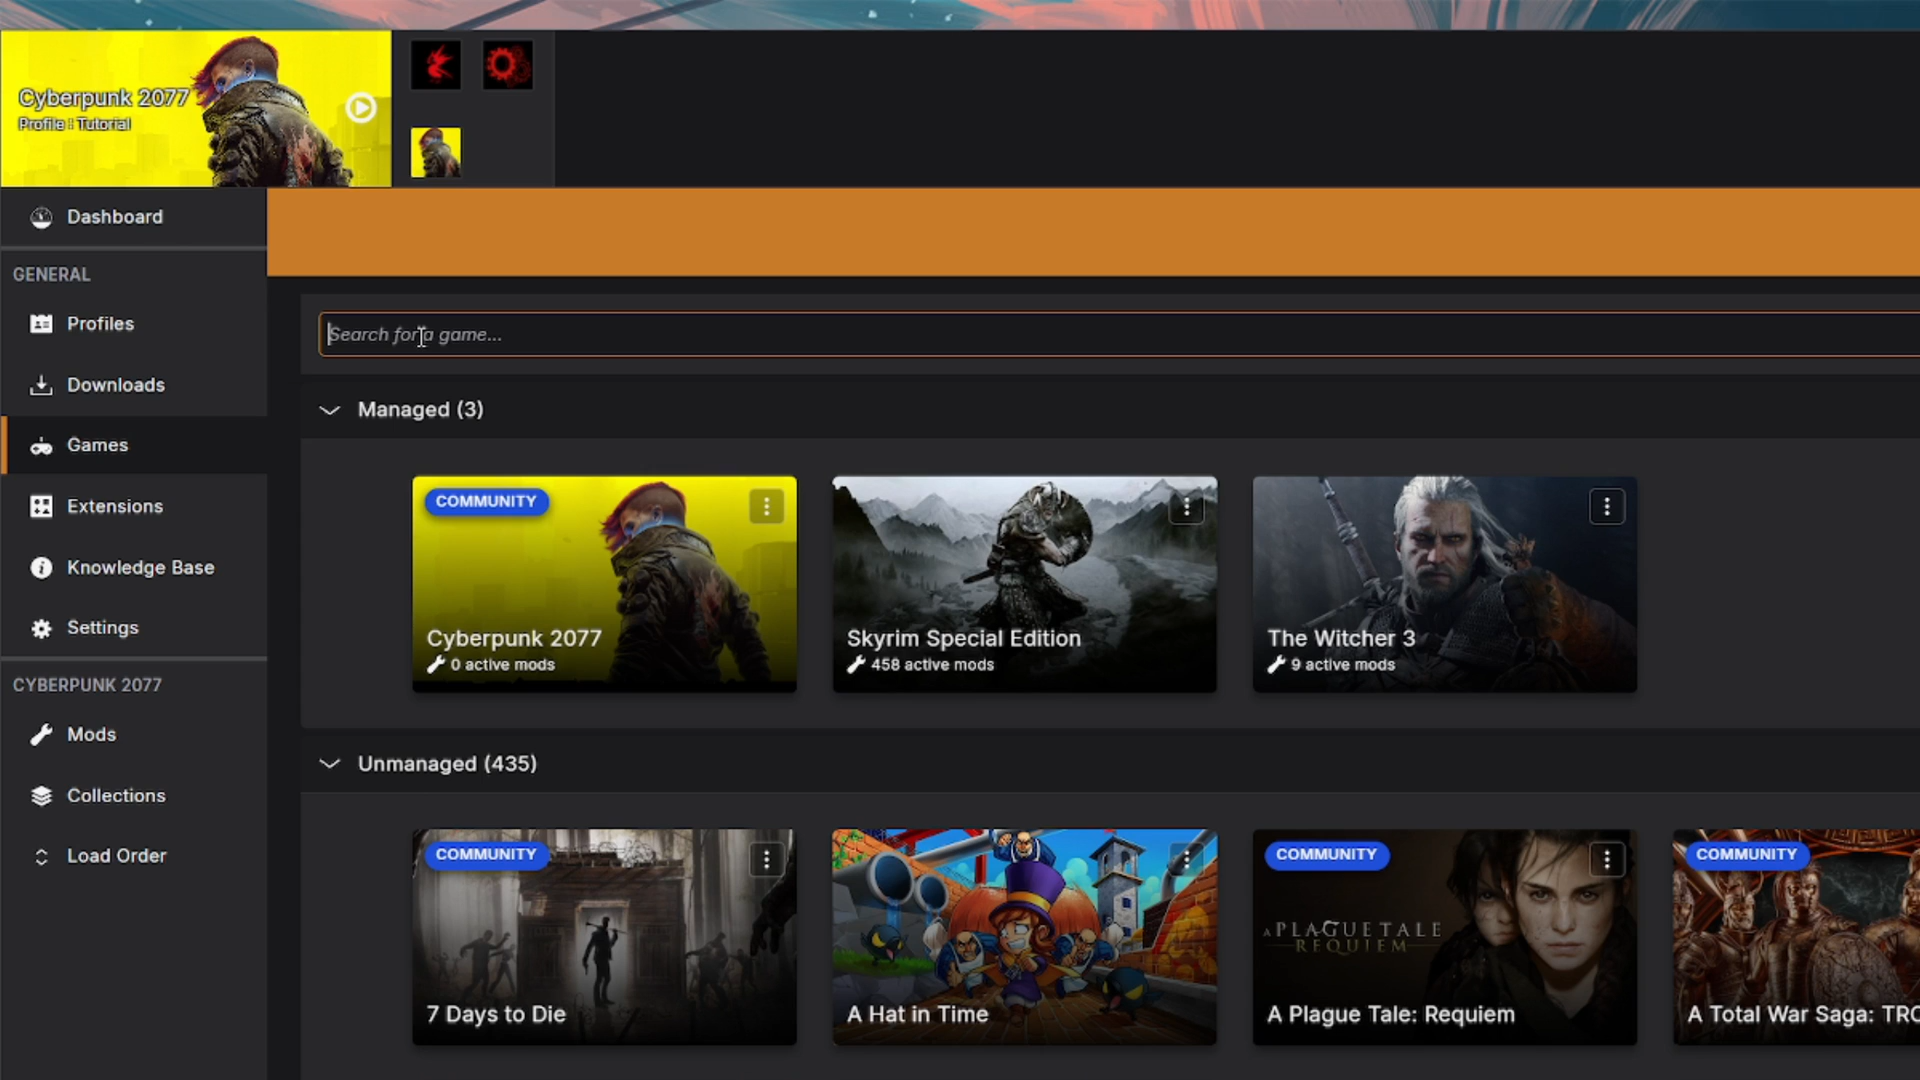 Cyberpunk 2077
Profile : Tutorial
Dashboard
GENERAL
Profiles
Downloads
Games
Extensions
Knowledge Base
Settings
CYBERPUNK 2077
Mods
Collections
Load Order
Search for a game...
Managed (3)
COMMUNITY
Cyberpunk 2077
0 active mods
Skyrim Special Edition
458 active mods
The Witcher 3
9 active mods
Unmanaged (435)
COMMUNITY
7 Days to Die
A Hat in Time
COMMUNITY
A PLAGUE TALE
REQUIEM
A Plague Tale: Requiem
COMMUNITY
A Total War Saga: TRO